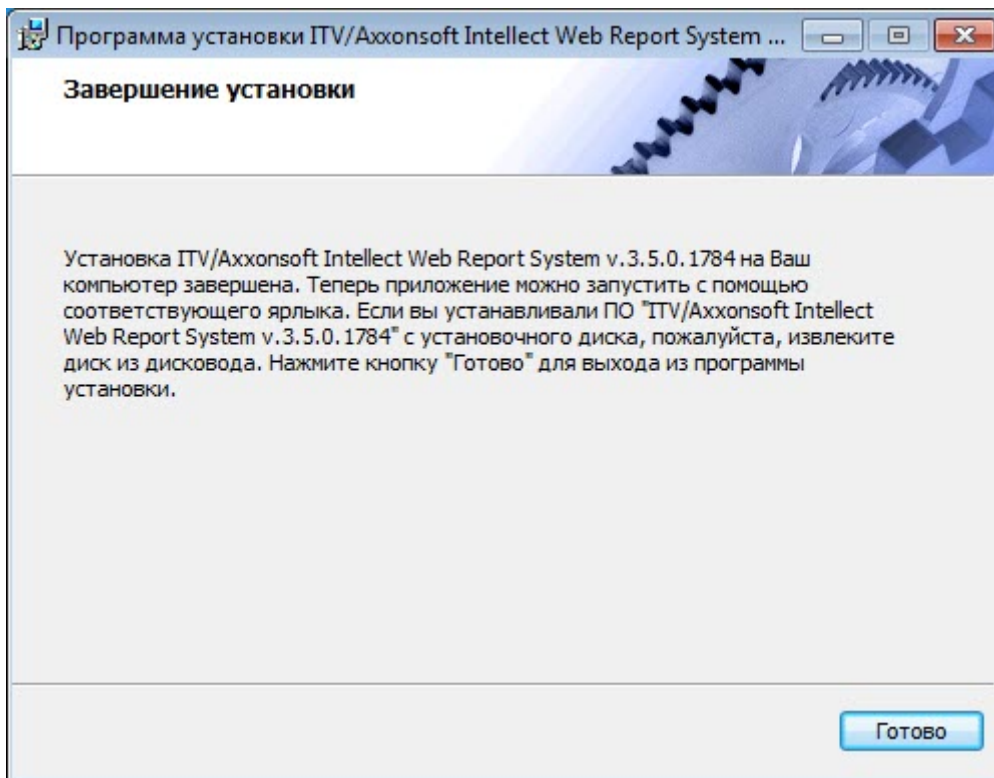 Программа установки ITV/Axxonsoft Intellect Web Report System ...
Завершение установки
Установка ITV/Axxonsoft Intellect Web Report System v.3.5.0.1784 на Ваш
компьютер завершена. Теперь приложение можно запустить с помощью
соответствующего ярлыка. Если вы устанавливали ПО "ITV/Axxonsoft Intellect
Web Report System v.3.5.0.1784" с установочного диска, пожалуйста, извлеките
диск из дисковода. Нажмите кнопку "Готово" для выхода из программы
установки.
Готово